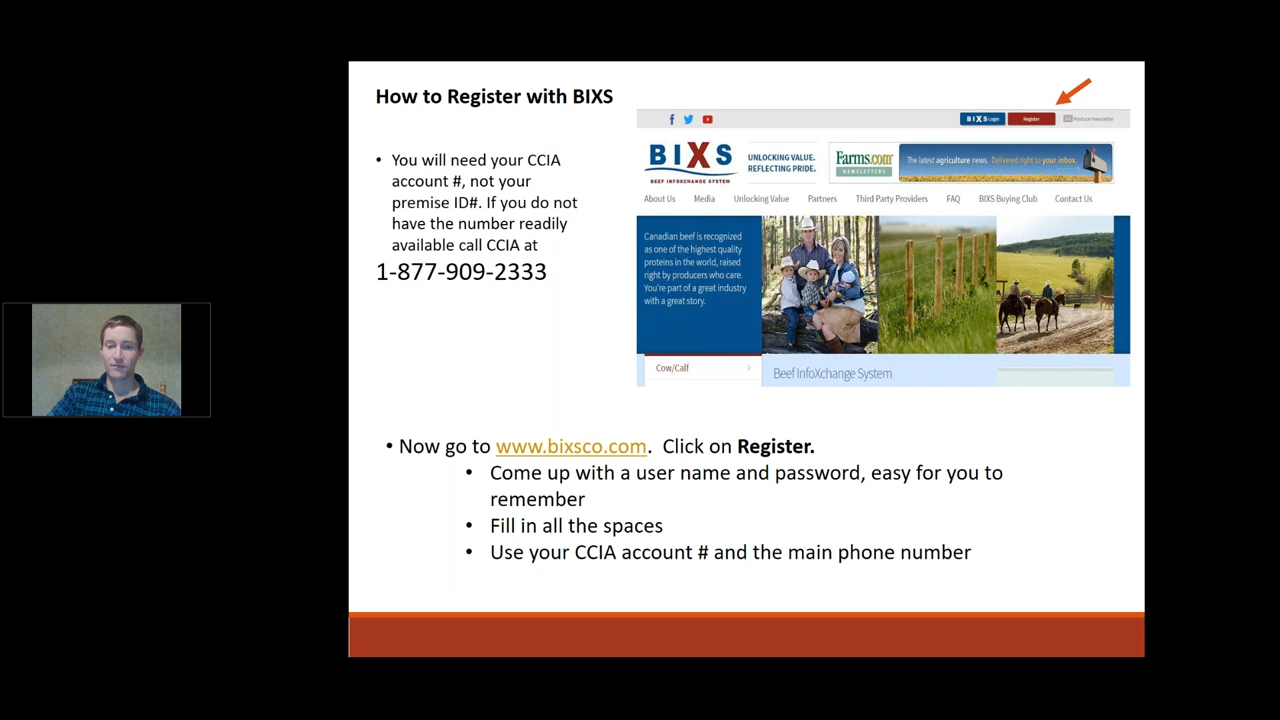 How to Register with BIXS
• You will need your CCIA
account #, not your
premise ID#. If you do not
have the number readily
available call CCIA at
1-877-909-2333
BIXS Login
Register
Producer Newsletter
BIXS
BEEF INFOXCHANGE SYSTEM
UNLOCKING VALUE.
REFLECTING PRIDE.
Farms.com
NEWSLETTERS
The latest agriculture news. Delivered right to your inbox.
About Us Media Unlocking Value Partners Third Party Providers FAQ BIXS Buying Club Contact Us
Canadian beef is recognized
as one of the highest quality
proteins in the world, raised
right by producers who care.
You're part of a great industry
with a great story.
Cow/Calf
Beef InfoXchange System
• Now go to www.bixsco.com. Click on Register.
• Come up with a user name and password, easy for you to
remember
• Fill in all the spaces
• Use your CCIA account # and the main phone number